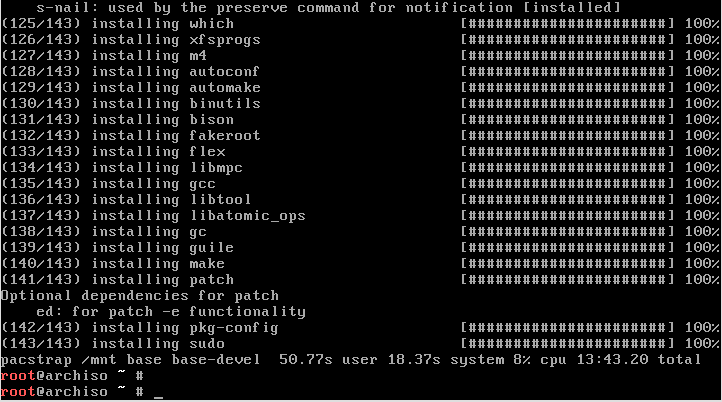 s-nail: used by the preserve command for notification [installed]
(125/143) installing which [######################] 100%
(126/143) installing xfsprogs [######################] 100%
(127/143) installing m4 [######################] 100%
(128/143) installing autoconf [######################] 100%
(129/143) installing automake [######################] 100%
(130/143) installing binutils [######################] 100%
(131/143) installing bison [######################] 100%
(132/143) installing fakeroot [######################] 100%
(133/143) installing flex [######################] 100%
(134/143) installing libmpc [######################] 100%
(135/143) installing gcc [######################] 100%
(136/143) installing libtool [######################] 100%
(137/143) installing libatomic_ops [######################] 100%
(138/143) installing gc [######################] 100%
(139/143) installing guile [######################] 100%
(140/143) installing make [######################] 100%
(141/143) installing patch [######################] 100%
Optional dependencies for patch
ed: for patch -e functionality
(142/143) installing pkg-config [######################] 100%
(143/143) installing sudo [######################] 100%
pacstrap /mnt base base-devel  50.77s user 18.37s system 8% cpu 13:43.20 total
root@archiso ~ #
root@archiso ~ # _